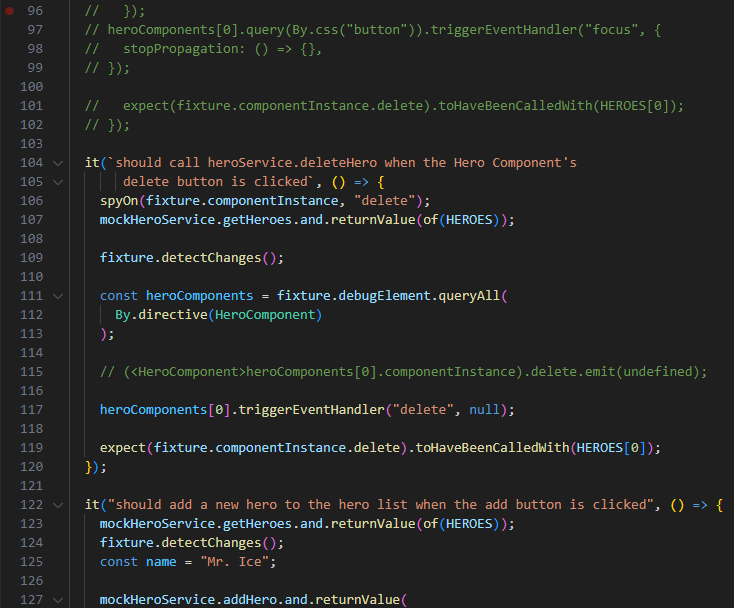 96 //   });
97 // heroComponents[0].query(By.css("button")).triggerEventHandler("focus", {
98 //   stopPropagation: () => {},
99 // });
100
101 //   expect(fixture.componentInstance.delete).toHaveBeenCalledWith(HEROES[0]);
102 // });
103
104 it(`should call heroService.deleteHero when the Hero Component's
105      delete button is clicked`, () => {
106   spyOn(fixture.componentInstance, "delete");
107   mockHeroService.getHeroes.and.returnValue(of(HEROES));
108
109   fixture.detectChanges();
110
111   const heroComponents = fixture.debugElement.queryAll(
112     By.directive(HeroComponent)
113   );
114
115   // (<HeroComponent>heroComponents[0].componentInstance).delete.emit(undefined);
116
117   heroComponents[0].triggerEventHandler("delete", null);
118
119   expect(fixture.componentInstance.delete).toHaveBeenCalledWith(HEROES[0]);
120 });
121
122 it("should add a new hero to the hero list when the add button is clicked", () => {
123   mockHeroService.getHeroes.and.returnValue(of(HEROES));
124   fixture.detectChanges();
125   const name = "Mr. Ice";
126
127   mockHeroService.addHero.and.returnValue(